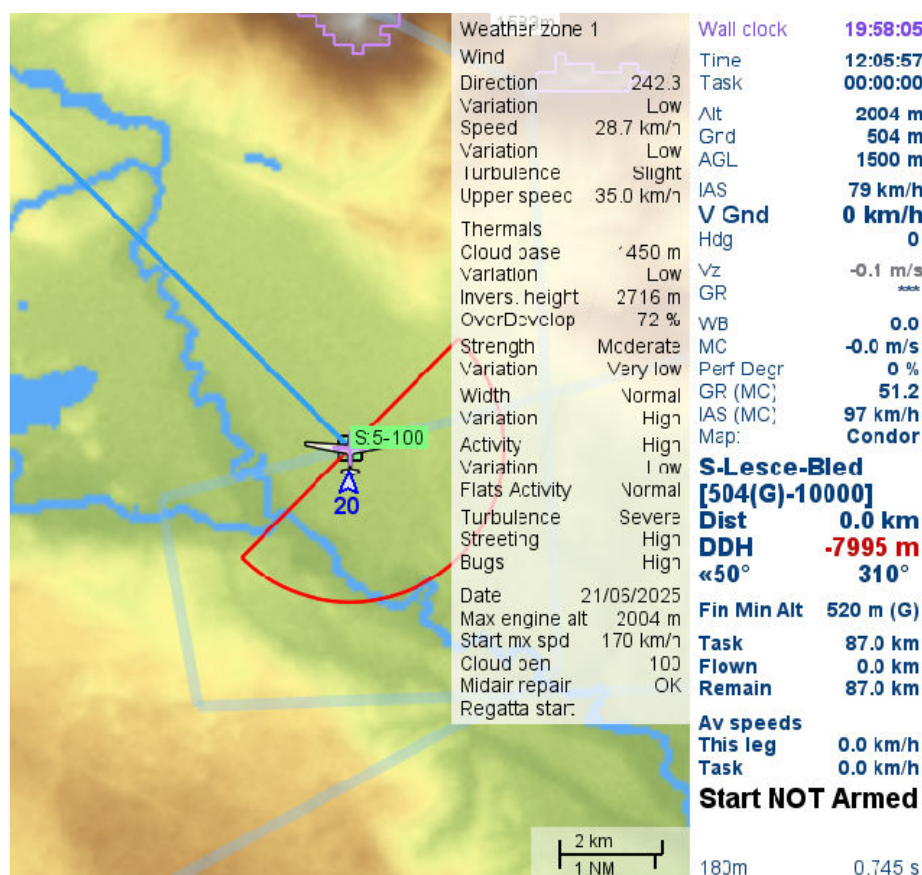 Weather zone 1
Wind
Direction 242.3
Variation Low
Speed 28.7 km/h
Variation Low
Turbulence Slight
Upper speed 35.0 km/h
Thermals
Cloud base 1450 m
Variation Low
Invers. height 2716 m
OverDevelop 72 %
Strength Moderate
Variation Very low
Width Normal
Variation High
Activity High
Variation Low
Flats Activity Normal
Turbulence Severe
Streeting High
Bugs High
Date 21/06/2025
Max engine alt 2004 m
Start mx spd 170 km/h
Cloud pen 100
Midair repair OK
Regatta start:
S:5-100
20
2 km
1 NM
Wall clock 19:58:05
Time 12:05:57
Task 00:00:00
Alt 2004 m
Grd 504 m
AGL 1500 m
IAS 79 km/h
V Gnd 0 km/h
Hdg 0
Vz -0.1 m/s
GR ***
WB 0.0
MC -0.0 m/s
Perf Degr 0 %
GR (MC) 51.2
IAS (MC) 97 km/h
Map: Condor
S-Lesce-Bled
[504(G)-10000]
Dist 0.0 km
DDH -7995 m
«50° 310°
Fin Min Alt 520 m (G)
Task 87.0 km
Flown 0.0 km
Remain 87.0 km
Av speeds
This leg 0.0 km/h
Task 0.0 km/h
Start NOT Armed
180m 0.745 s